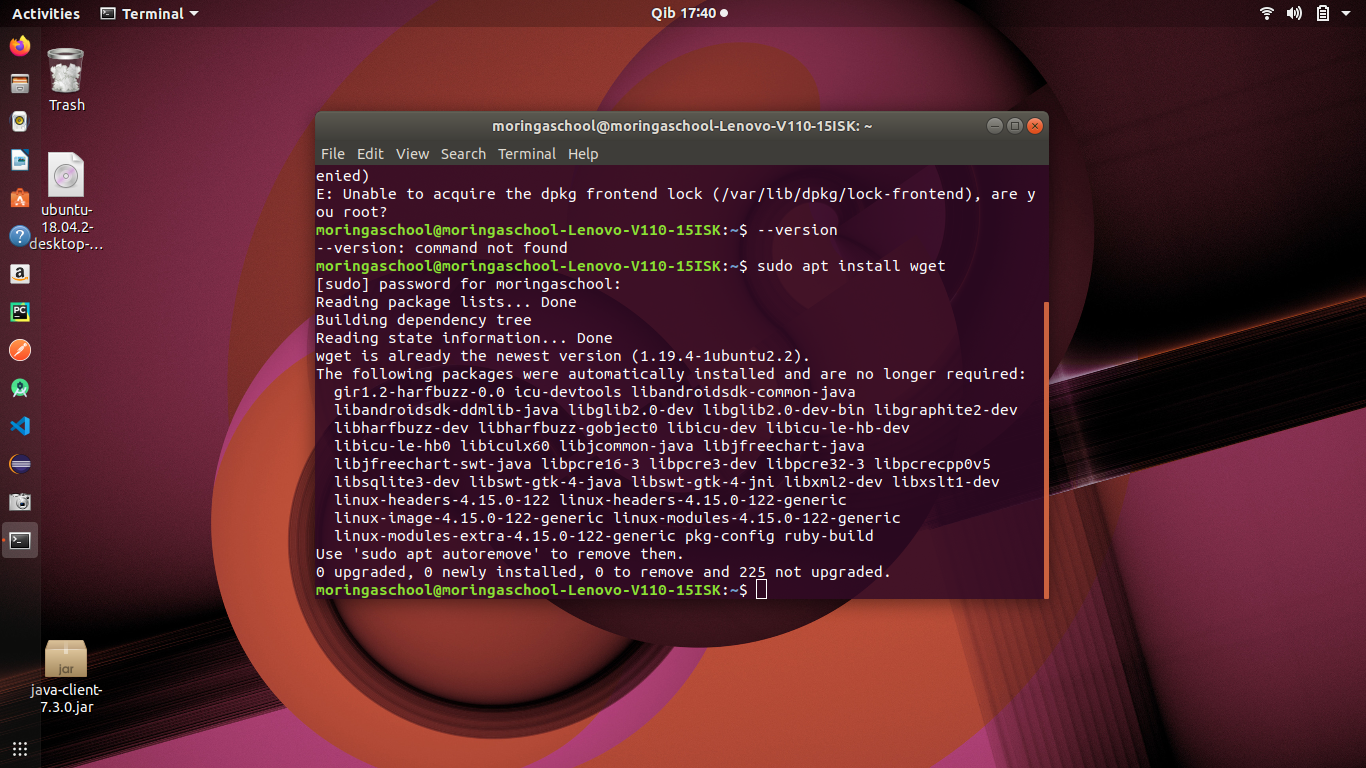 Activities
Terminal
Qib 17:40
Trash
ubuntu-
18.04.2-
desktop-…
PC
jar
java-client-
7.3.0.jar
moringaschool@moringaschool-Lenovo-V110-15ISK: ~
File Edit View Search Terminal Help
enied)
E: Unable to acquire the dpkg frontend lock (/var/lib/dpkg/lock-frontend), are y
ou root?
moringaschool@moringaschool-Lenovo-V110-15ISK:~$ --version
--version: command not found
moringaschool@moringaschool-Lenovo-V110-15ISK:~$ sudo apt install wget
[sudo] password for moringaschool:
Reading package lists... Done
Building dependency tree
Reading state information... Done
wget is already the newest version (1.19.4-1ubuntu2.2).
The following packages were automatically installed and are no longer required:
gir1.2-harfbuzz-0.0 icu-devtools libandroidsdk-common-java
libandroidsdk-ddmlib-java libglib2.0-dev libglib2.0-dev-bin libgraphite2-dev
libharfbuzz-dev libharfbuzz-gobject0 libicu-dev libicu-le-hb-dev
libicu-le-hb0 libiculx60 libjcommon-java libjfreechart-java
libjfreechart-swt-java libpcre16-3 libpcre3-dev libpcre32-3 libpcrecpp0v5
libsqlite3-dev libswt-gtk-4-java libswt-gtk-4-jni libxml2-dev libxslt1-dev
linux-headers-4.15.0-122 linux-headers-4.15.0-122-generic
linux-image-4.15.0-122-generic linux-modules-4.15.0-122-generic
linux-modules-extra-4.15.0-122-generic pkg-config ruby-build
Use 'sudo apt autoremove' to remove them.
0 upgraded, 0 newly installed, 0 to remove and 225 not upgraded.
moringaschool@moringaschool-Lenovo-V110-15ISK:~$